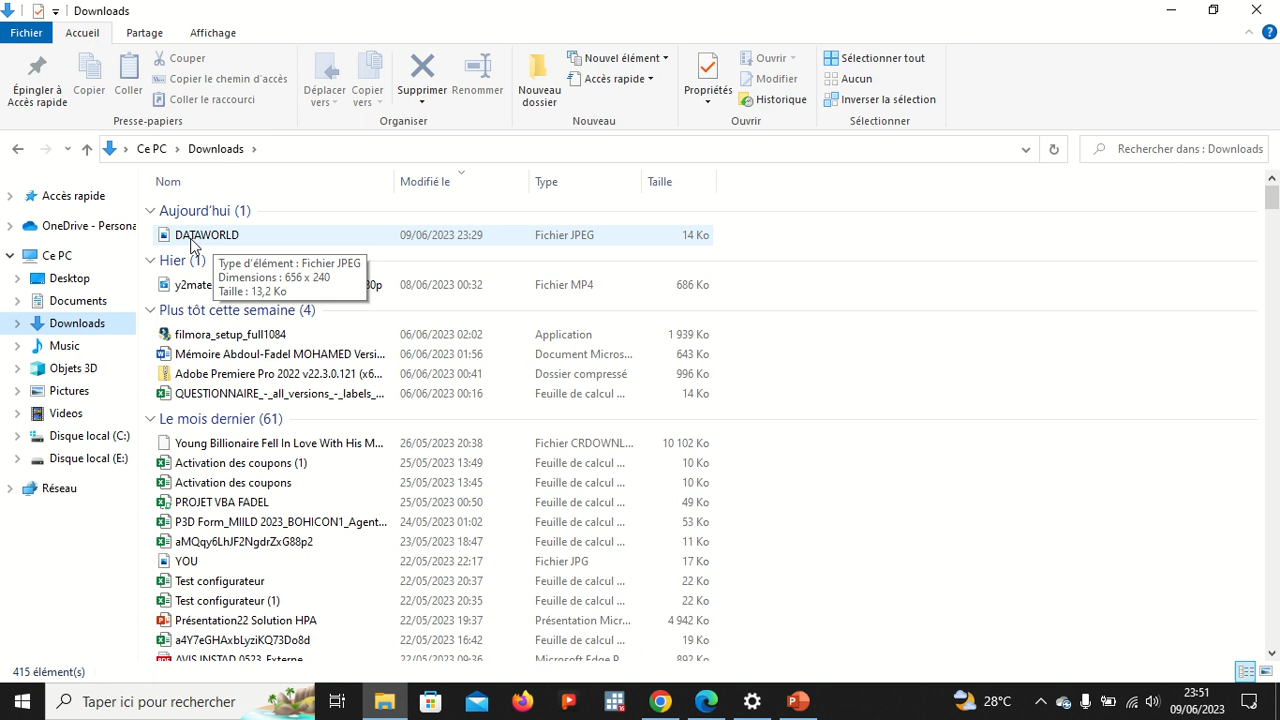 Downloads
Fichier Accueil Partage Affichage
Épingler à Accès rapide
Copier
Coller
Couper
Copier le chemin d'accès
Coller le raccourci
Presse-papiers
Déplacer vers
Copier vers
Supprimer
Renommer
Organiser
Nouveau dossier
Nouvel élément
Accès rapide
Nouveau
Propriétés
Ouvrir
Modifier
Historique
Ouvrir
Sélectionner tout
Aucun
Inverser la sélection
Sélectionner
Ce PC > Downloads >
Rechercher dans : Downloads
Accès rapide
OneDrive - Persona
Ce PC
Desktop
Documents
Downloads
Music
Objets 3D
Pictures
Videos
Disque local (C:)
Disque local (E:)
Réseau
Nom Modifié le Type Taille
Aujourd'hui (1)
DATAWORLD 09/06/2023 23:29 Fichier JPEG 14 Ko
Hier (1)
Type d'élément : Fichier JPEG
Dimensions : 656 x 240
Taille : 13,2 Ko
y2mate 08/06/2023 00:32 Fichier MP4 686 Ko
Plus tôt cette semaine (4)
filmora_setup_full1084 06/06/2023 02:02 Application 1 939 Ko
Mémoire Abdoul-Fadel MOHAMED Versi... 06/06/2023 01:56 Document Micros... 643 Ko
Adobe Premiere Pro 2022 v22.3.0.121 (x6... 06/06/2023 00:41 Dossier compressé 996 Ko
QUESTIONNAIRE_-_all_versions_-_labels_... 06/06/2023 00:16 Feuille de calcul ... 14 Ko
Le mois dernier (61)
Young Billionaire Fell In Love With His M... 26/05/2023 20:38 Fichier CRDOWNL... 10 102 Ko
Activation des coupons (1) 25/05/2023 13:49 Feuille de calcul ... 10 Ko
Activation des coupons 25/05/2023 13:45 Feuille de calcul ... 10 Ko
PROJET VBA FADEL 25/05/2023 00:50 Feuille de calcul ... 49 Ko
P3D Form_MIILD 2023_BOHICON1_Agent... 24/05/2023 01:02 Feuille de calcul ... 53 Ko
aMQqy6LhJF2NgdrZxG88p2 23/05/2023 18:47 Feuille de calcul ... 11 Ko
YOU 22/05/2023 22:17 Fichier JPG 17 Ko
Test configurateur 22/05/2023 20:37 Feuille de calcul ... 22 Ko
Test configurateur (1) 22/05/2023 20:35 Feuille de calcul ... 22 Ko
Présentation22 Solution HPA 22/05/2023 19:37 Présentation Micr... 4 942 Ko
a4Y7eGHAxbLyziKQ73Do8d 22/05/2023 16:42 Feuille de calcul ... 19 Ko
AVIS INSTAD 0523 Externe 22/05/2023 09:36 Microsoft Edge P... 892 Ko
415 élément(s)
Taper ici pour rechercher
28°C
23:51
09/06/2023